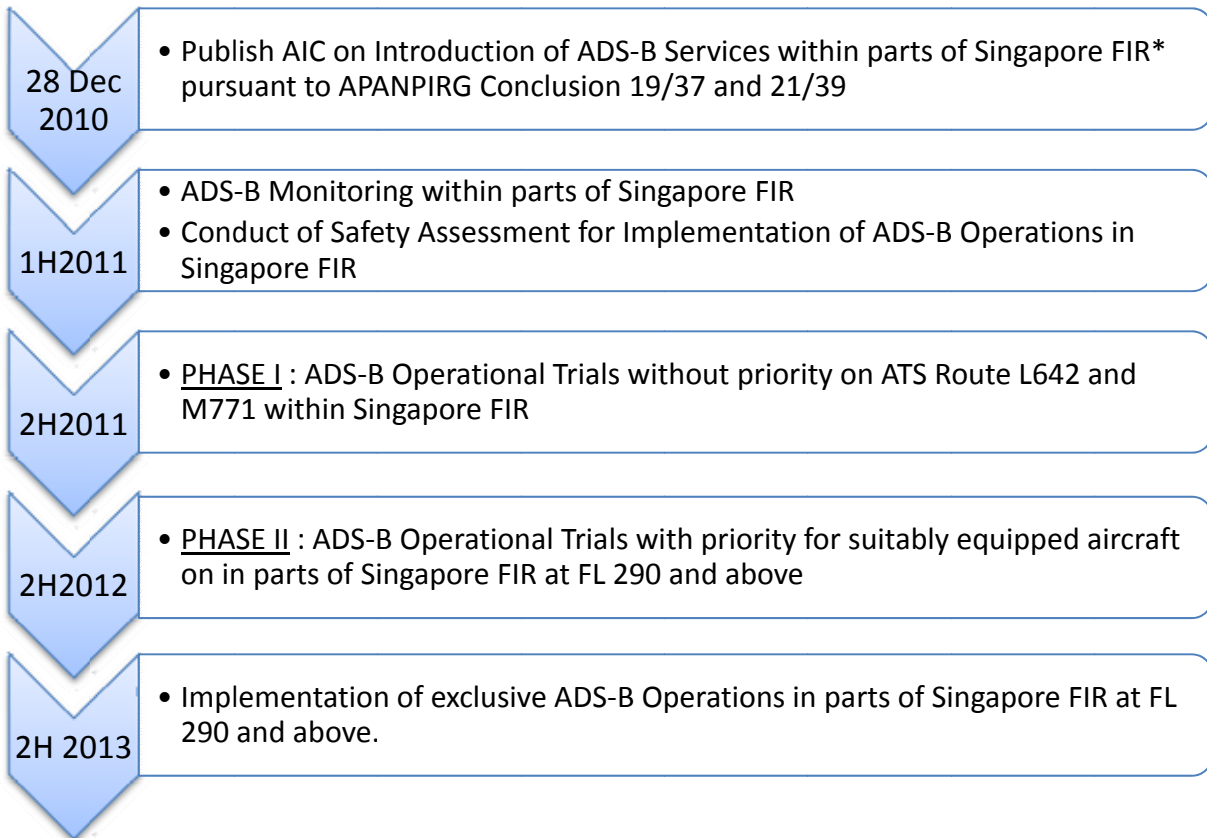 28 Dec
2010
• Publish AIC on Introduction of ADS-B Services within parts of Singapore FIR*
pursuant to APANPIRG Conclusion 19/37 and 21/39
1H2011
• ADS-B Monitoring within parts of Singapore FIR
• Conduct of Safety Assessment for Implementation of ADS-B Operations in
Singapore FIR
2H2011
• PHASE I : ADS-B Operational Trials without priority on ATS Route L642 and
M771 within Singapore FIR
2H2012
• PHASE II : ADS-B Operational Trials with priority for suitably equipped aircraft
on in parts of Singapore FIR at FL 290 and above
2H 2013
• Implementation of exclusive ADS-B Operations in parts of Singapore FIR at FL
290 and above.